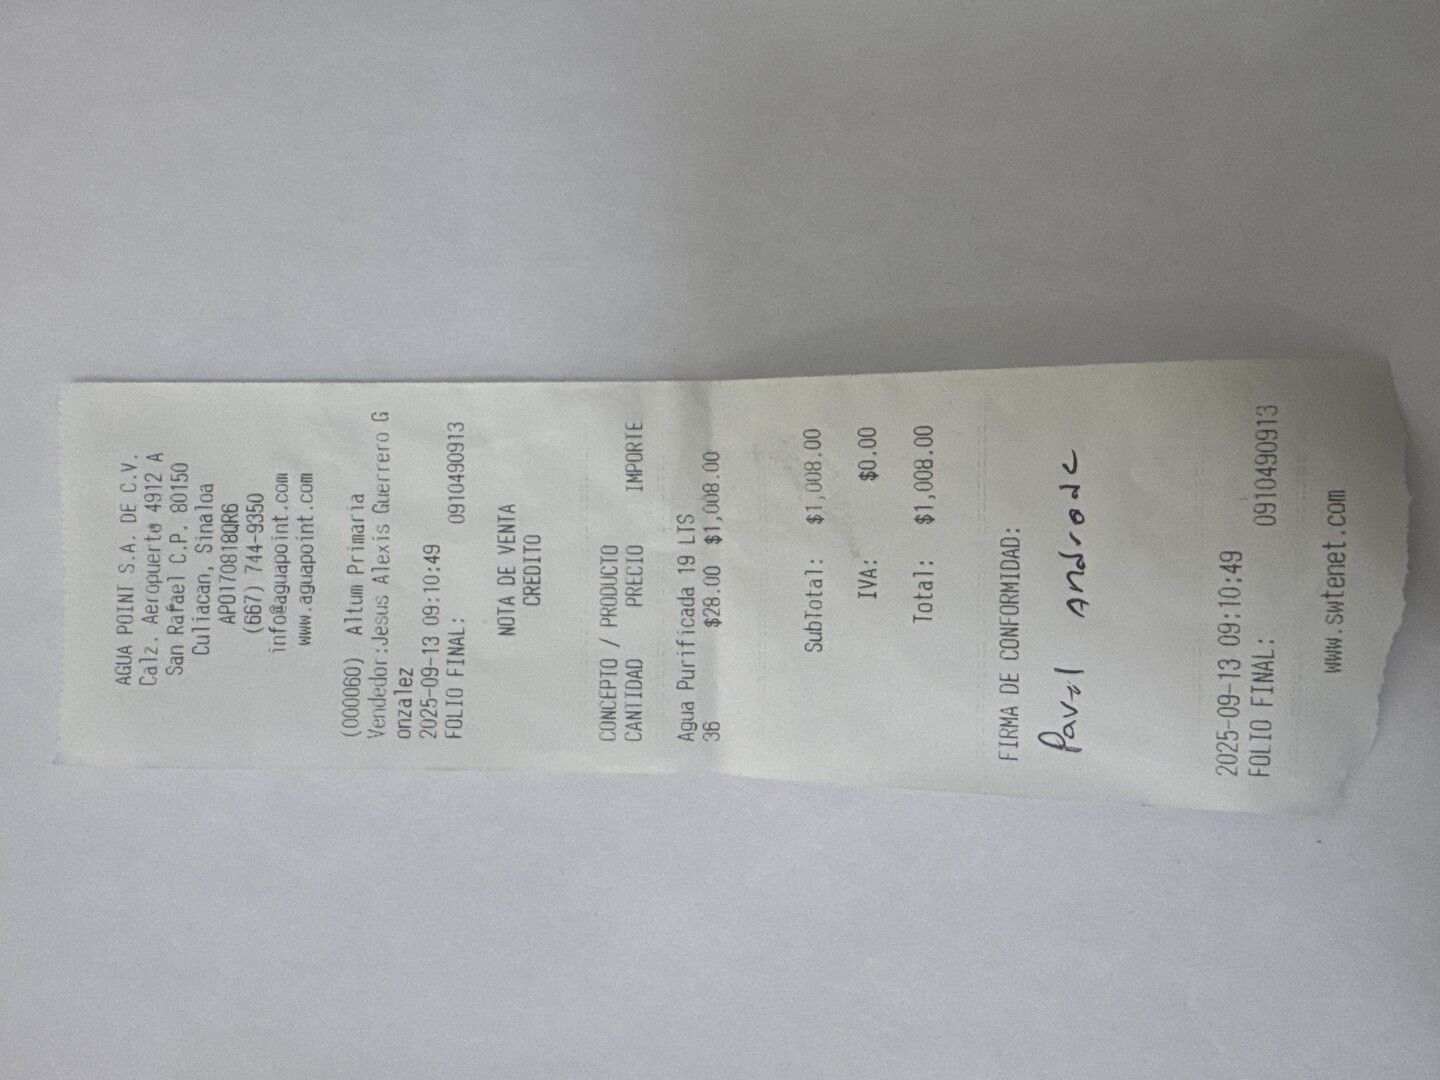 AGUA POINT S.A. DE C.V.
Calz. Aeropuerto 4912 A
San Rafael C.P. 80150
Culiacan, Sinaloa
APO170818QR6
(667) 744-9350
info@aguapoint.com
www.aguapoint.com
(000060) Altum Primaria
Vendedor:Jesus Alexis Guerrero G
onzalez
2025-09-13 09:10:49
FOLIO FINAL: 0910490913
NOTA DE VENTA
CREDITO
CONCEPTO / PRODUCTO
CANTIDAD PRECIO IMPORTE
Agua Purificada 19 LTS
36 $28.00 $1,008.00
SubTotal: $1,008.00
IVA: $0.00
Total: $1,008.00
FIRMA DE CONFORMIDAD:
Pavel Andrade
2025-09-13 09:10:49
FOLIO FINAL: 0910490913
www.swtenet.com